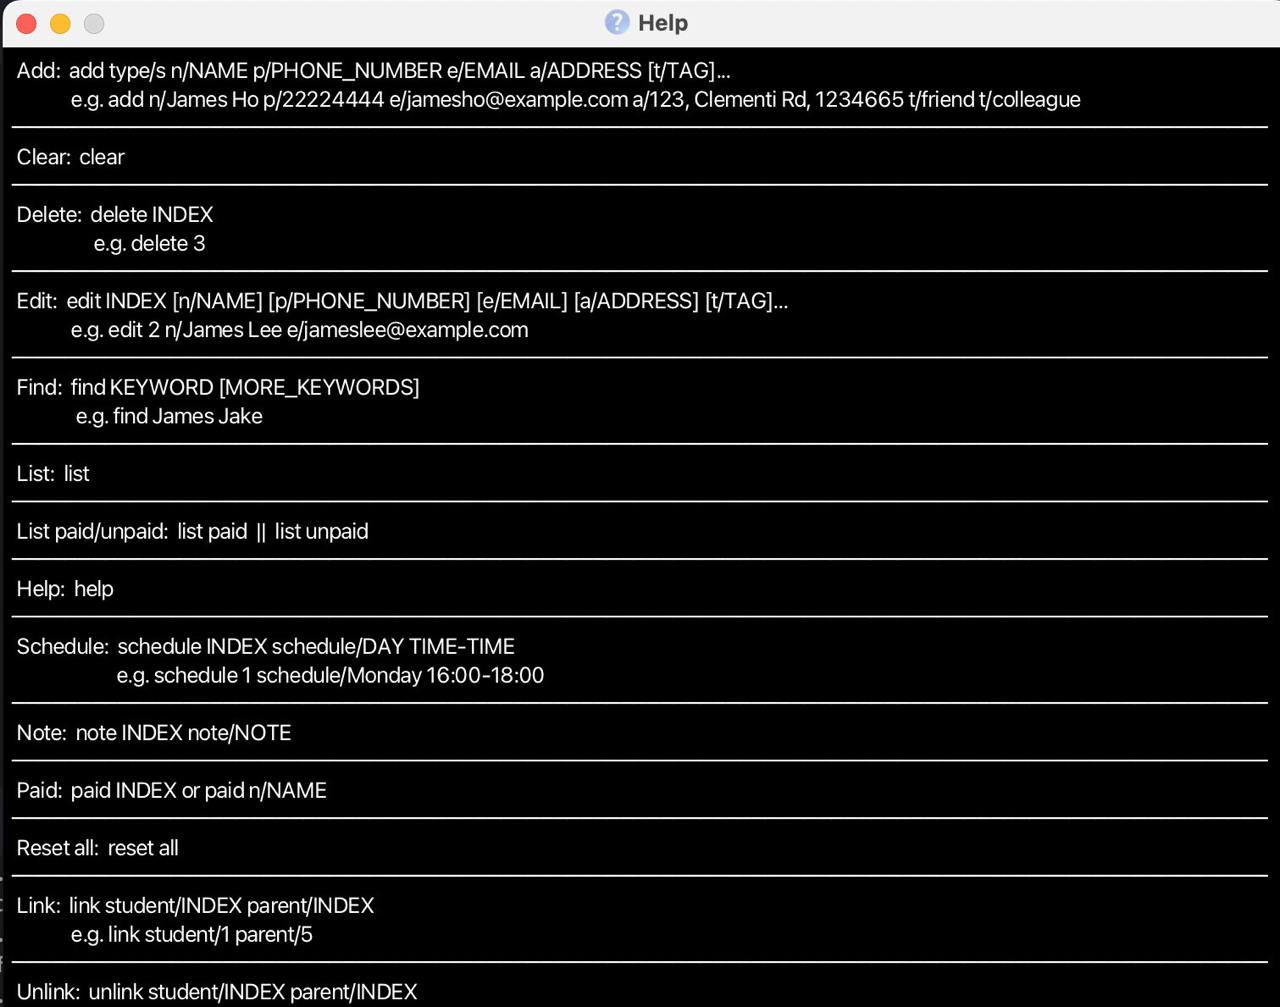 Help
Add: add type/s n/NAME p/PHONE_NUMBER e/EMAIL a/ADDRESS [t/TAG]...
e.g. add n/James Ho p/22224444 e/jamesho@example.com a/123, Clementi Rd, 1234665 t/friend t/colleague
Clear: clear
Delete: delete INDEX
e.g. delete 3
Edit: edit INDEX [n/NAME] [p/PHONE_NUMBER] [e/EMAIL] [a/ADDRESS] [t/TAG]...
e.g. edit 2 n/James Lee e/jameslee@example.com
Find: find KEYWORD [MORE_KEYWORDS]
e.g. find James Jake
List: list
List paid/unpaid: list paid || list unpaid
Help: help
Schedule: schedule INDEX schedule/DAY TIME-TIME
e.g. schedule 1 schedule/Monday 16:00-18:00
Note: note INDEX note/NOTE
Paid: paid INDEX or paid n/NAME
Reset all: reset all
Link: link student/INDEX parent/INDEX
e.g. link student/1 parent/5
Unlink: unlink student/INDEX parent/INDEX